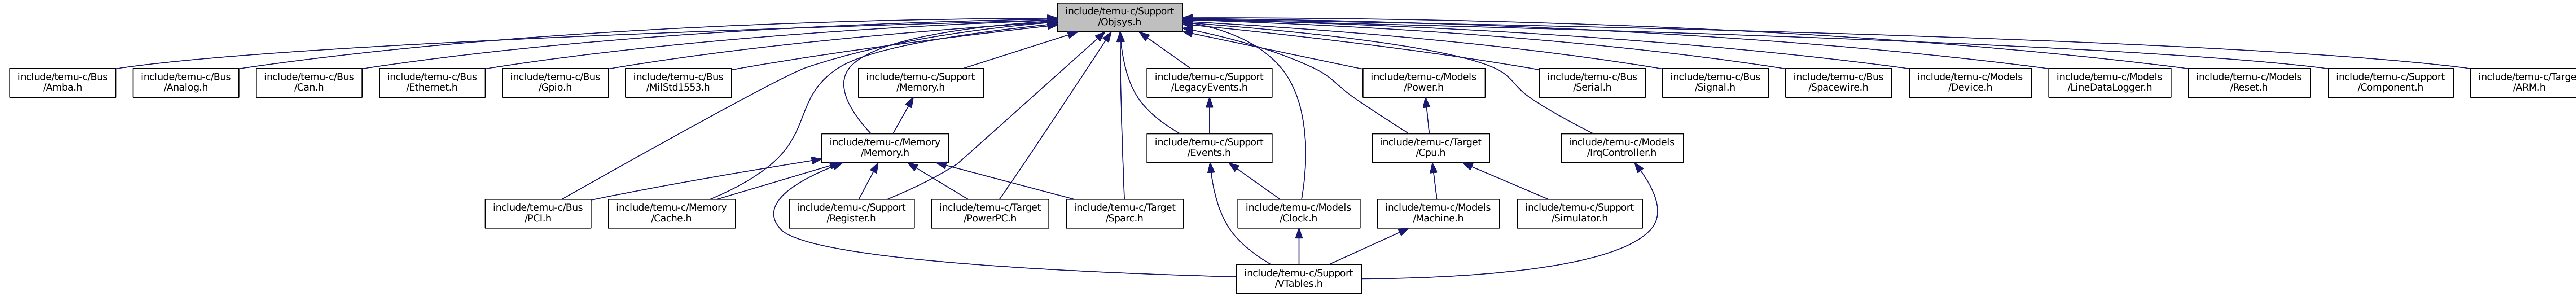 include/temu-c/Support
/Objsys.h
include/temu-c/Bus
/Amba.h
include/temu-c/Bus
/Analog.h
include/temu-c/Bus
/Can.h
include/temu-c/Bus
/Ethernet.h
include/temu-c/Bus
/Gpio.h
include/temu-c/Bus
/MilStd1553.h
include/temu-c/Support
/Memory.h
include/temu-c/Support
/LegacyEvents.h
include/temu-c/Models
/Power.h
include/temu-c/Bus
/Serial.h
include/temu-c/Bus
/Signal.h
include/temu-c/Bus
/Spacewire.h
include/temu-c/Models
/Device.h
include/temu-c/Models
/LineDataLogger.h
include/temu-c/Models
/Reset.h
include/temu-c/Support
/Component.h
include/temu-c/Targe
/ARM.h
include/temu-c/Memory
/Memory.h
include/temu-c/Support
/Events.h
include/temu-c/Target
/Cpu.h
include/temu-c/Models
/IrqController.h
include/temu-c/Bus
/PCI.h
include/temu-c/Memory
/Cache.h
include/temu-c/Support
/Register.h
include/temu-c/Target
/PowerPC.h
include/temu-c/Target
/Sparc.h
include/temu-c/Models
/Clock.h
include/temu-c/Models
/Machine.h
include/temu-c/Support
/Simulator.h
include/temu-c/Support
/VTables.h